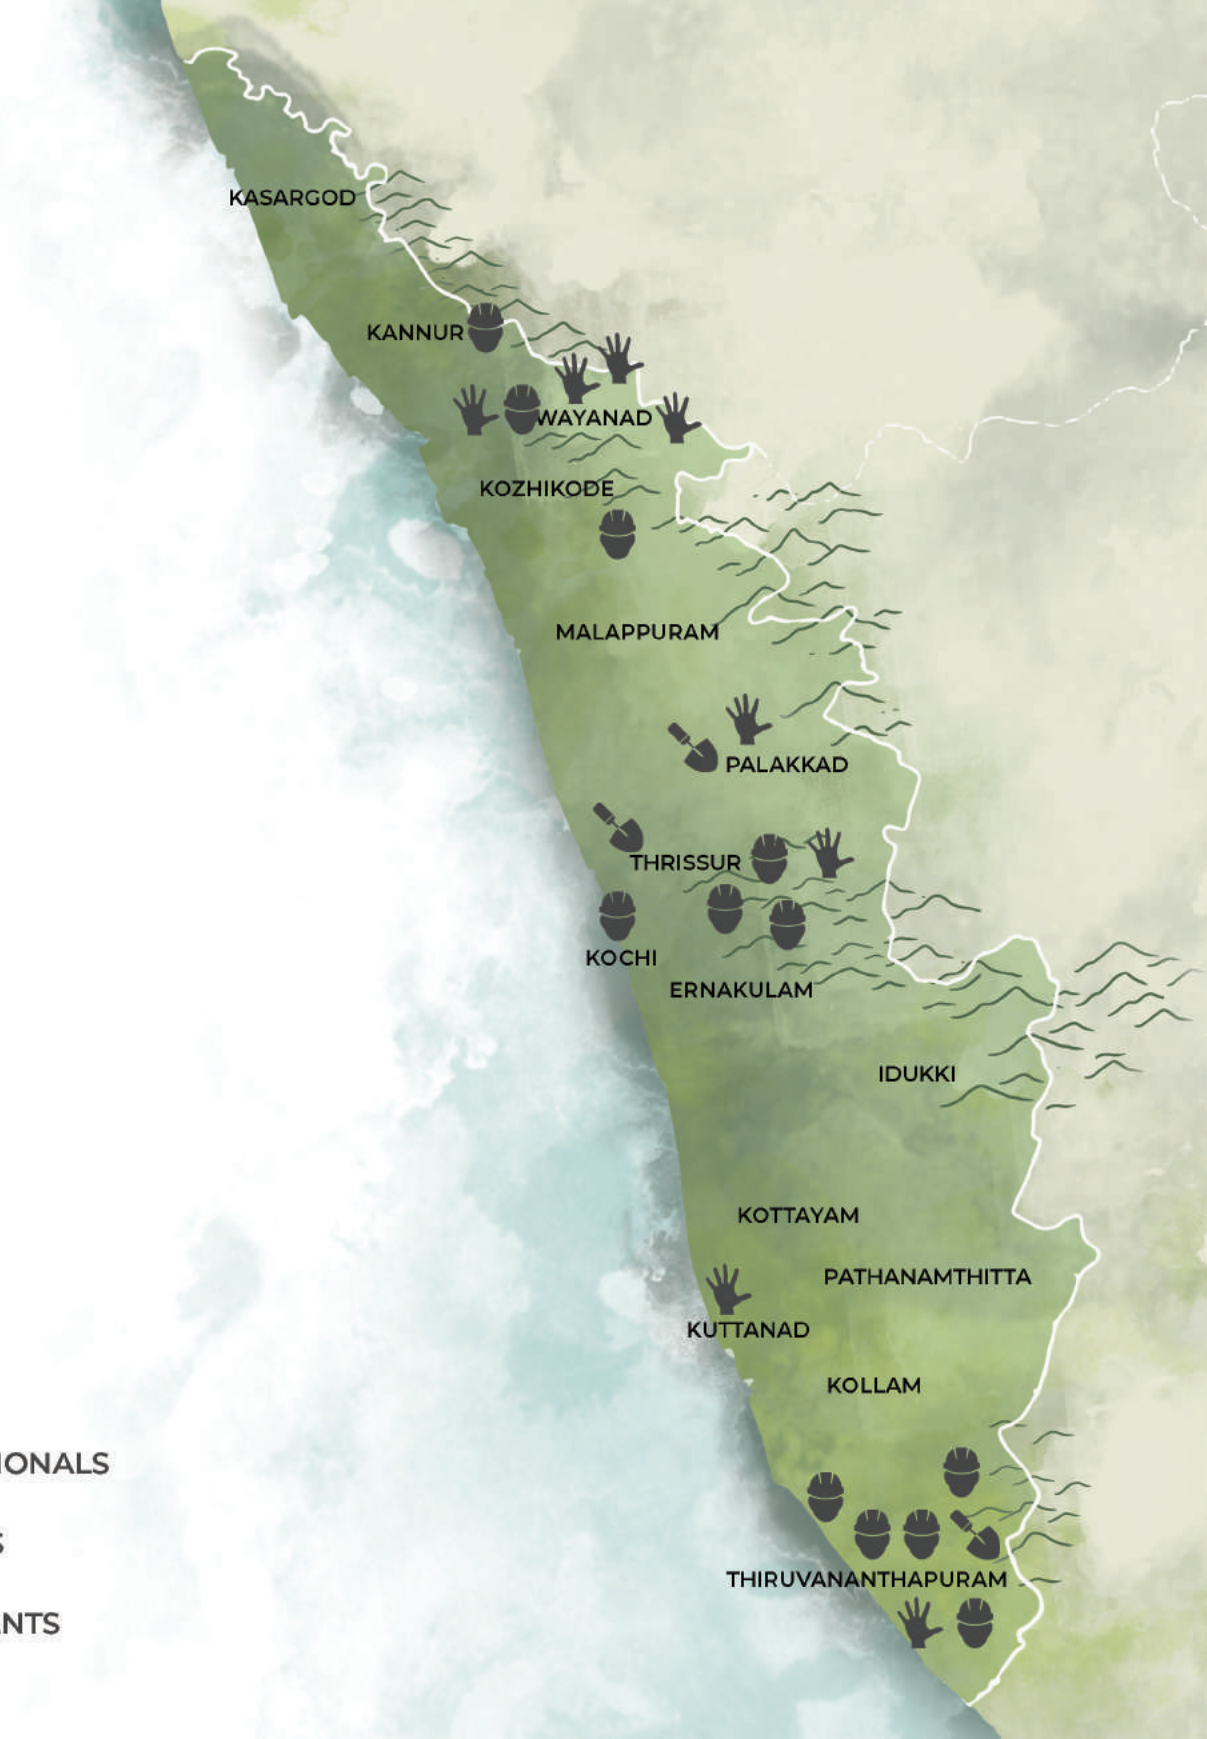 KASARGOD
KANNUR
WAYANAD
KOZHIKODE
MALAPPURAM
PALAKKAD
THRISSUR
KOCHI
ERNAKULAM
IDUKKI
KOTTAYAM
PATHANAMTHITTA
KUTTANAD
KOLLAM
IONALS
S
THIRUVANANTHAPURAM
NTS